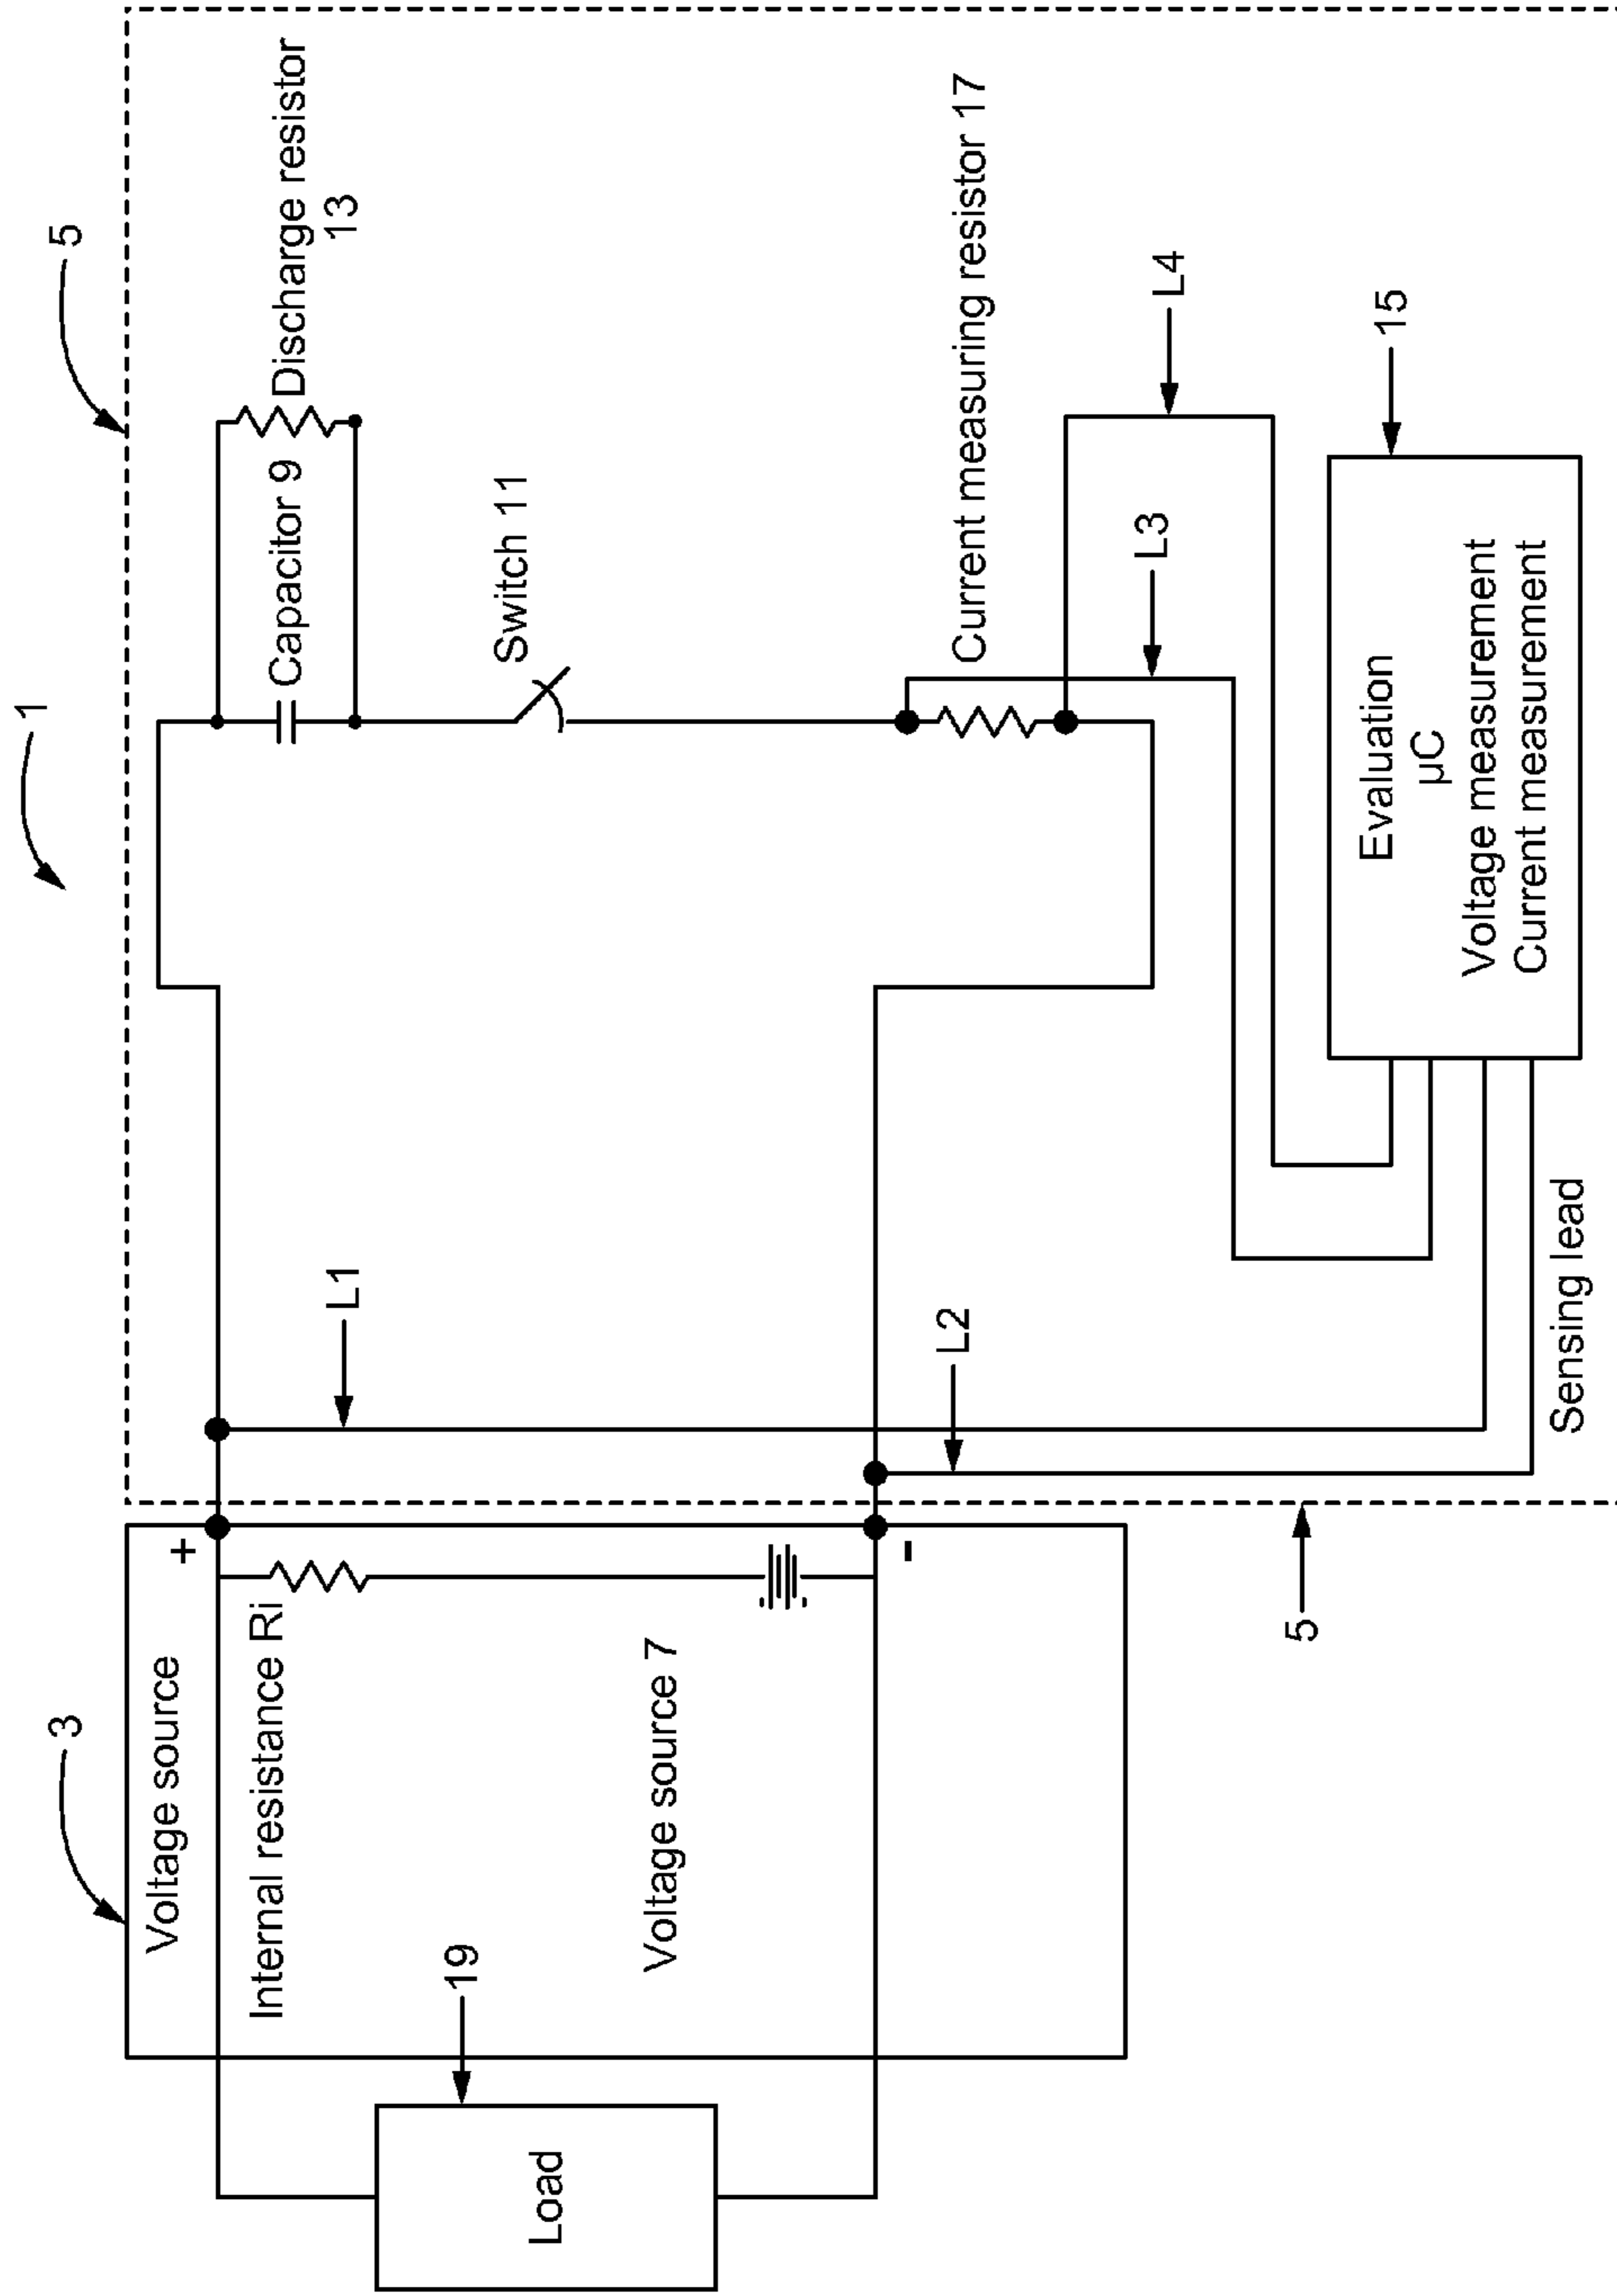 1
3
5
Voltage source
+
Internal resistance Ri
Voltage source 7
-
19
Load
L1
L2
5
Discharge resistor
13
Capacitor 9
Switch 11
Current measuring resistor 17
L3
L4
15
Evaluation
µC
Voltage measurement
Current measurement
Sensing lead